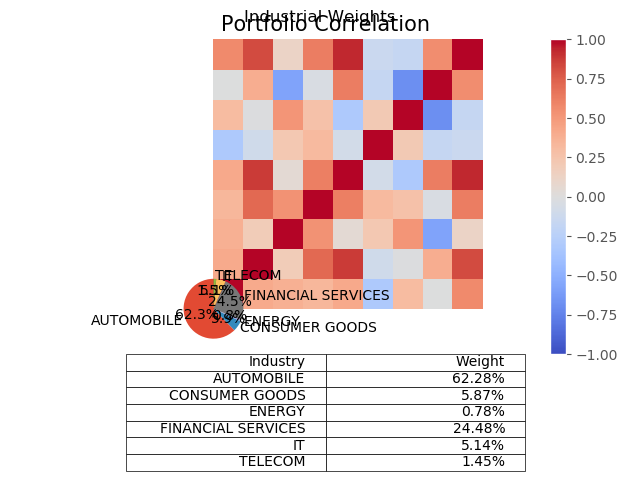 Industrial Weights
Portfolio Correlation
1.00
0.75
0.50
0.25
0.00
−0.25
−0.50
−0.75
−1.00
TELECOM
IT
FINANCIAL SERVICES
24.5%
AUTOMOBILE
62.3%
ENERGY
CONSUMER GOODS
Industry Weight
AUTOMOBILE 62.28%
CONSUMER GOODS 5.87%
ENERGY 0.78%
FINANCIAL SERVICES 24.48%
IT 5.14%
TELECOM 1.45%